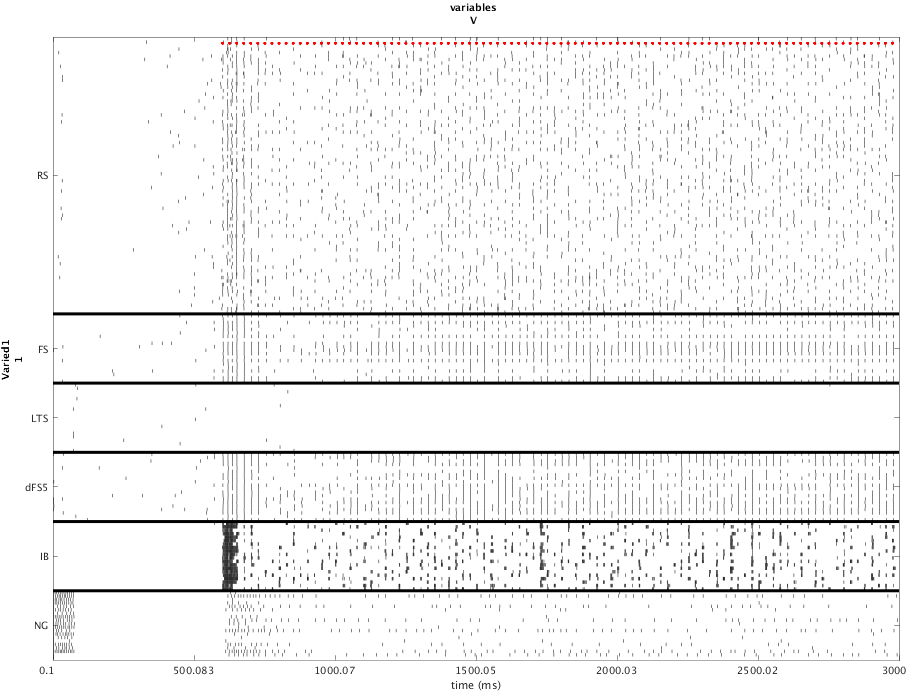 variables
V
RS
FS
LTS
dFS5
IB
NG
Varied1
1
0.1 500.083 1000.07 1500.05 2000.03 2500.02 3000
time (ms)